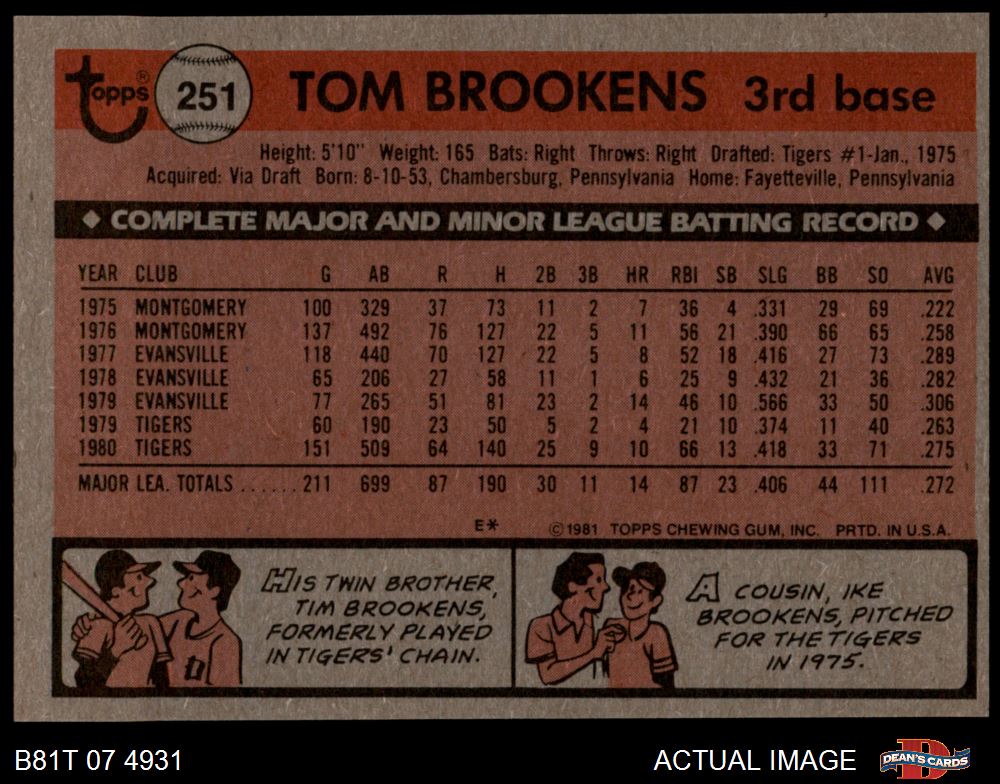 topps® 251 TOM BROOKENS 3rd base
Height: 5'10" Weight: 165 Bats: Right Throws: Right Drafted: Tigers #1-Jan., 1975
Acquired: Via Draft Born: 8-10-53, Chambersburg, Pennsylvania Home: Fayetteville, Pennsylvania
◆ COMPLETE MAJOR AND MINOR LEAGUE BATTING RECORD ◆
YEAR CLUB G AB R H 2B 3B HR RBI SB SLG BB SO AVG
1975 MONTGOMERY 100 329 37 73 11 2 7 36 4 .331 29 69 .222
1976 MONTGOMERY 137 492 76 127 22 5 11 56 21 .390 66 65 .258
1977 EVANSVILLE 118 440 70 127 22 5 8 52 18 .416 27 73 .289
1978 EVANSVILLE 65 206 27 58 11 1 6 25 9 .432 21 36 .282
1979 EVANSVILLE 77 265 51 81 23 2 14 46 10 .566 33 50 .306
1979 TIGERS 60 190 23 50 5 2 4 21 10 .374 11 40 .263
1980 TIGERS 151 509 64 140 25 9 10 66 13 .418 33 71 .275
MAJOR LEA. TOTALS ...... 211 699 87 190 30 11 14 87 23 .406 44 111 .272
E* ©1981 TOPPS CHEWING GUM, INC. PRTD. IN U.S.A.
HIS TWIN BROTHER,
TIM BROOKENS,
FORMERLY PLAYED
IN TIGERS' CHAIN.
A COUSIN, IKE
BROOKENS, PITCHED
FOR THE TIGERS
IN 1975.
B81T 07 4931 ACTUAL IMAGE DEAN'S CARDS